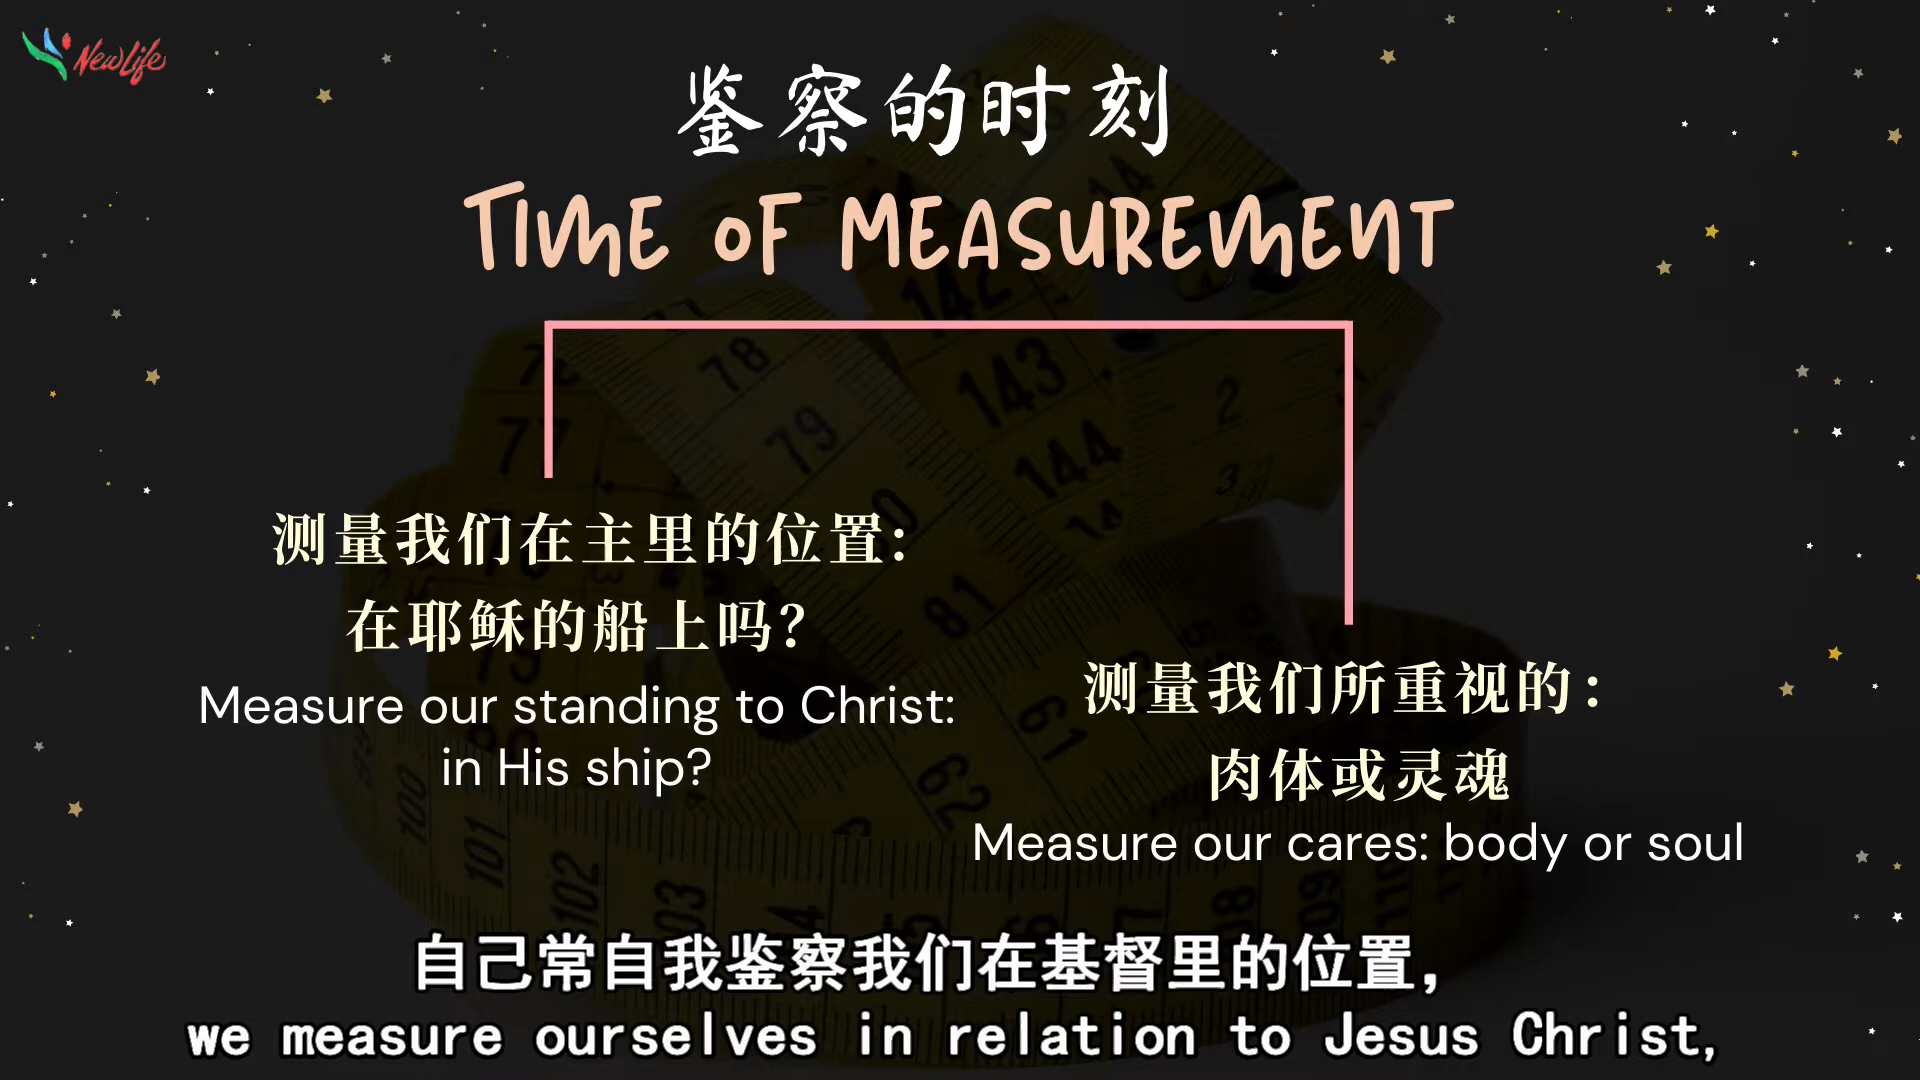 NewLife
鉴察的时刻
TIME OF MEASUREMENT
测量我们在主里的位置:
在耶稣的船上吗?
Measure our standing to Christ:
in His ship?
测量我们所重视的:
肉体或灵魂
Measure our cares: body or soul
自己常自我鉴察我们在基督里的位置,
we measure ourselves in relation to Jesus Christ,